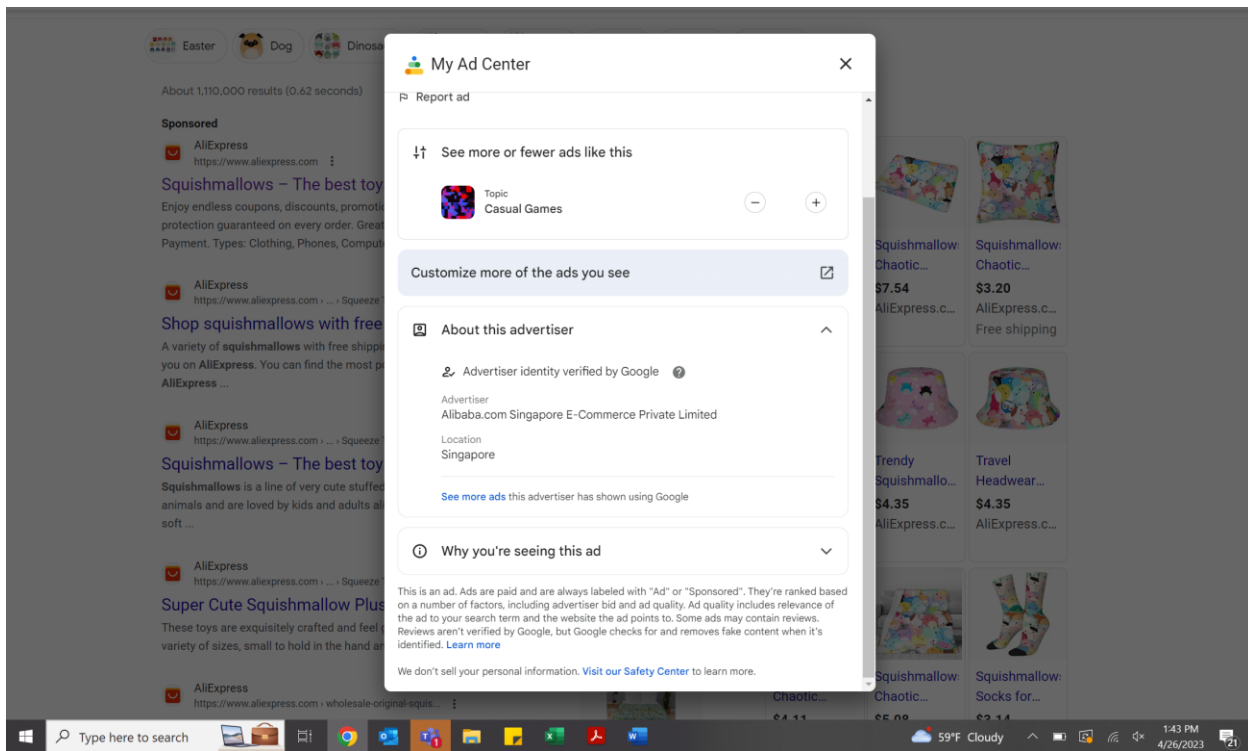 Easter
Dog
Dinosa
About 1,110,000 results (0.62 seconds)
Sponsored
AliExpress
https://www.aliexpress.com
Squishmallows – The best toy
Enjoy endless coupons, discounts, promotio
protection guaranteed on every order. Great
Payment. Types: Clothing, Phones, Comput
AliExpress
https://www.aliexpress.com › ... › Squeeze
Shop squishmallows with free
A variety of squishmallows with free shippi
you on AliExpress. You can find the most p
AliExpress ...
AliExpress
https://www.aliexpress.com › ... › Squeeze
Squishmallows – The best toy
Squishmallows is a line of very cute stuffed
animals and are loved by kids and adults al
soft ...
AliExpress
https://www.aliexpress.com › ... › Squeeze
Super Cute Squishmallow Plus
These toys are exquisitely crafted and feel
variety of sizes, small to hold in the hand a
AliExpress
https://www.aliexpress.com › wholesale-original-squis...
My Ad Center
Report ad
See more or fewer ads like this
Topic
Casual Games
Customize more of the ads you see
About this advertiser
Advertiser identity verified by Google
Advertiser
Alibaba.com Singapore E-Commerce Private Limited
Location
Singapore
See more ads this advertiser has shown using Google
Why you're seeing this ad
This is an ad. Ads are paid and are always labeled with "Ad" or "Sponsored". They're ranked based
on a number of factors, including advertiser bid and ad quality. Ad quality includes relevance of
the ad to your search term and the website the ad points to. Some ads may contain reviews.
Reviews aren't verified by Google, but Google checks for and removes fake content when it's
identified. Learn more
We don't sell your personal information. Visit our Safety Center to learn more.
Squishmallow:
Chaotic...
$7.54
AliExpress.c...
Squishmallow:
Chaotic...
$3.20
AliExpress.c...
Free shipping
Trendy
Squishmallo...
$4.35
AliExpress.c...
Travel
Headwear...
$4.35
AliExpress.c...
Chaotic...
$4.11
Squishmallow:
Chaotic...
$5.08
Squishmallow:
Socks for...
$3.14
Type here to search
59°F Cloudy
1:43 PM
4/26/2023
21